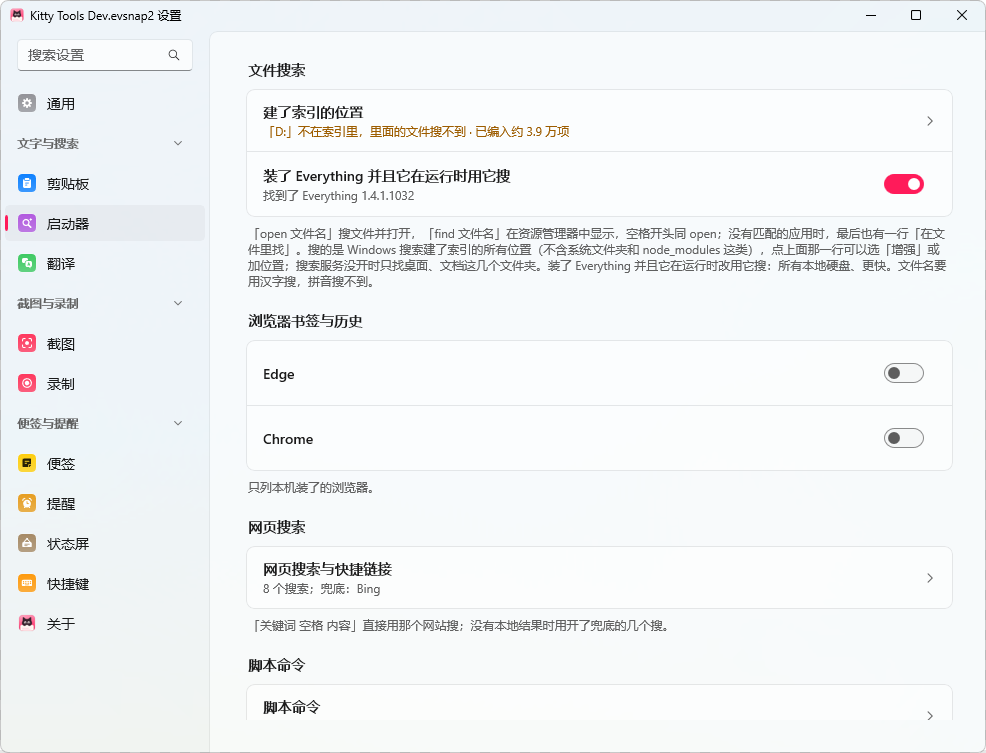 Kitty Tools Dev.evsnap2 设置
搜索设置
通用
文字与搜索
剪贴板
启动器
翻译
截图与录制
截图
录制
便签与提醒
便签
提醒
状态屏
快捷键
关于
文件搜索
建了索引的位置
「D:」不在索引里，里面的文件搜不到 · 已编入约 3.9 万项
装了 Everything 并且它在运行时用它搜
找到了 Everything 1.4.1.1032
「open 文件名」搜文件并打开，「find 文件名」在资源管理器中显示，空格开头同 open；没有匹配的应用时，最后也有一行「在文
件里找」。搜的是 Windows 搜索建了索引的所有位置（不含系统文件夹和 node_modules 这类），点上面那一行可以选「增强」或
加位置；搜索服务没开时只找桌面、文档这几个文件夹。装了 Everything 并且它在运行时改用它搜：所有本地硬盘、更快。文件名要
用汉字搜，拼音搜不到。
浏览器书签与历史
Edge
Chrome
只列本机装了的浏览器。
网页搜索
网页搜索与快捷链接
8 个搜索；兜底：Bing
「关键词 空格 内容」直接用那个网站搜；没有本地结果时用开了兜底的几个搜。
脚本命令
脚本命令